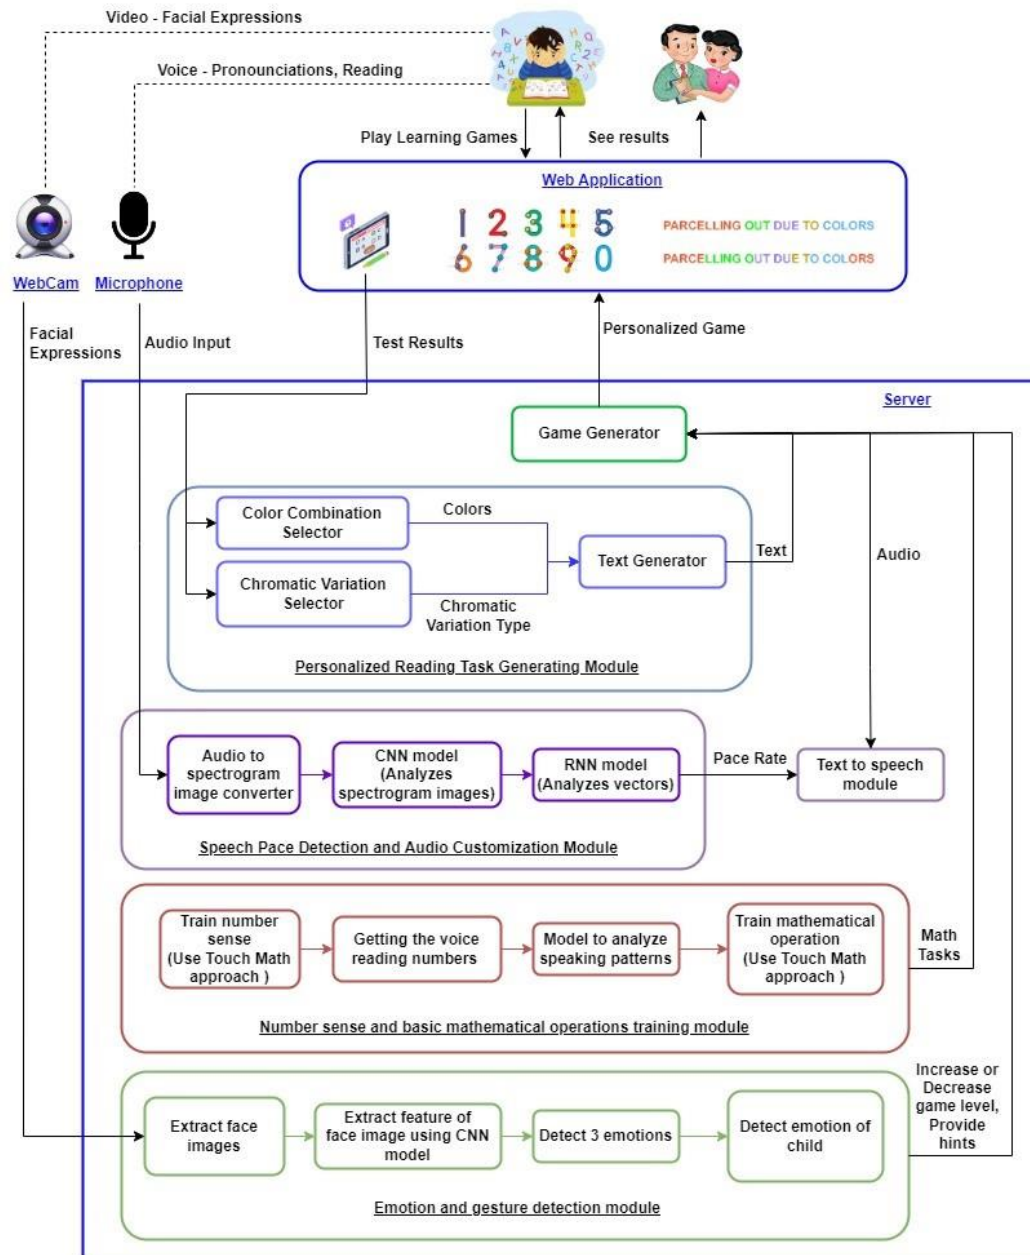 Video - Facial Expressions
Voice - Pronounciations, Reading
Play Learning Games
See results
Web Application
1 2 3 4 5
6 7 8 9 0
PARCELLING OUT DUE TO COLORS
PARCELLING OUT DUE TO COLORS
WebCam
Microphone
Facial
Expressions
Audio Input
Test Results
Personalized Game
Server
Game Generator
Color Combination
Selector
Colors
Chromatic Variation
Selector
Chromatic
Variation Type
Text Generator
Text
Audio
Personalized Reading Task Generating Module
Audio to
spectrogram
image converter
CNN model
(Analyzes
spectrogram images)
RNN model
(Analyzes vectors)
Pace Rate
Text to speech
module
Speech Pace Detection and Audio Customization Module
Train number
sense
(Use Touch Math
approach )
Getting the voice
reading numbers
Model to analyze
speaking patterns
Train mathematical
operation
(Use Touch Math
approach )
Math
Tasks
Number sense and basic mathematical operations training module
Increase or
Decrease
game level,
Provide
hints
Extract face
images
Extract feature of
face image using CNN
model
Detect 3 emotions
Detect emotion of
child
Emotion and gesture detection module